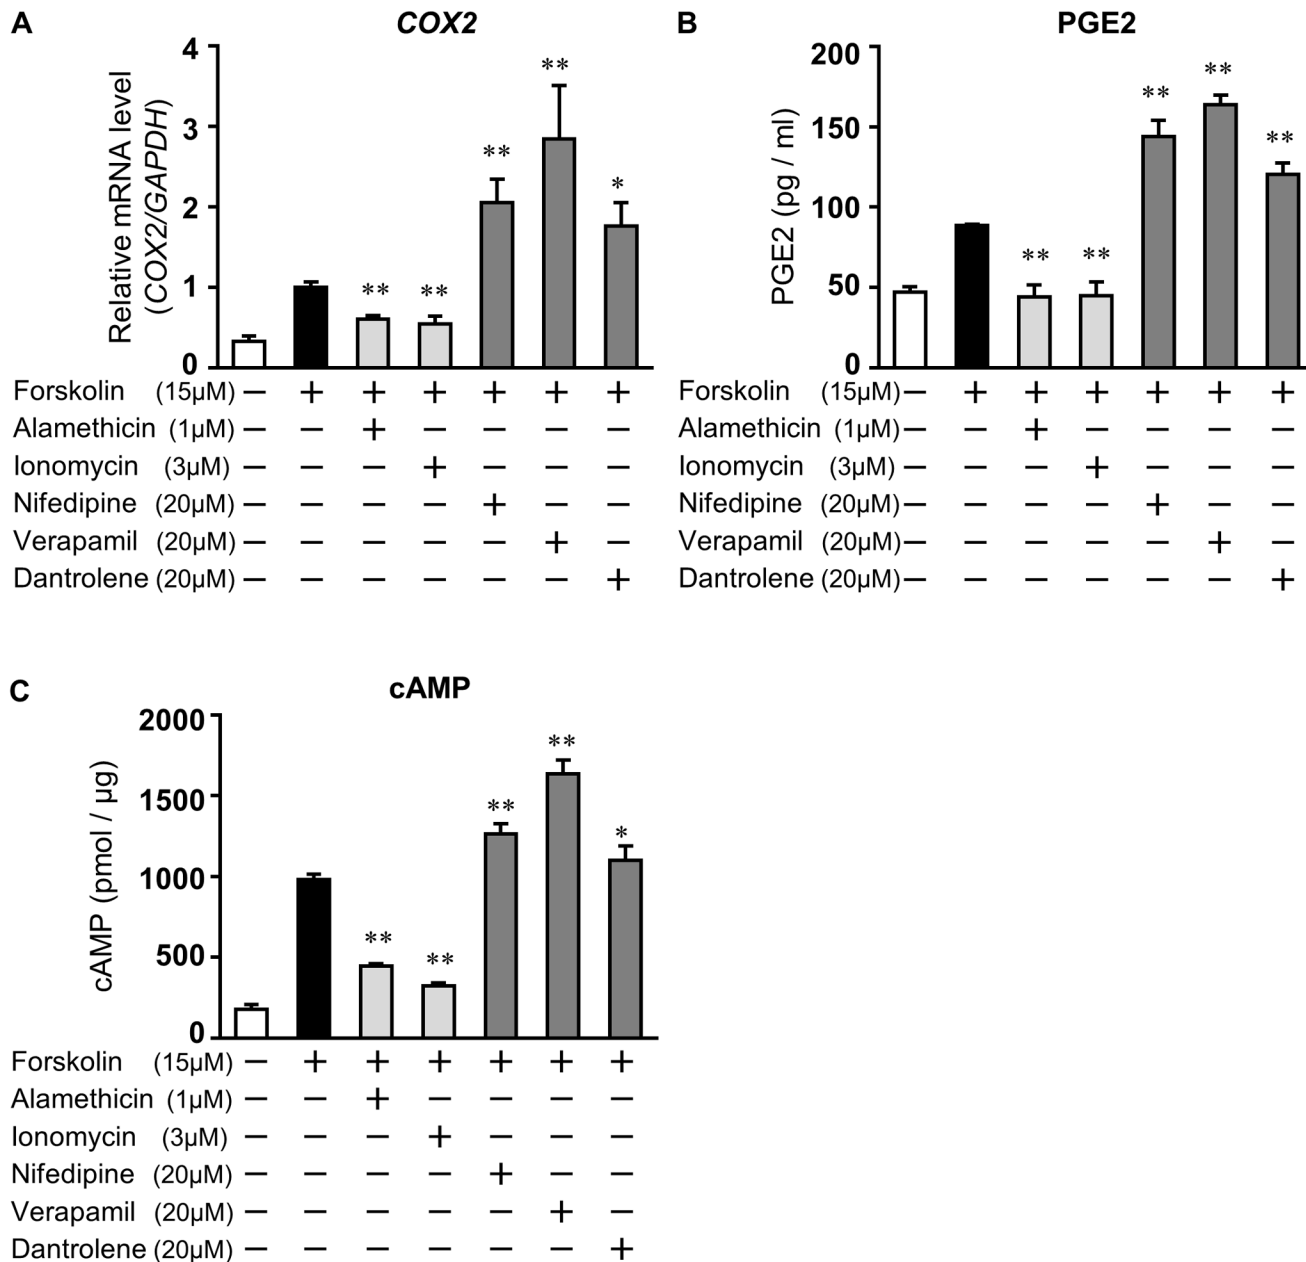 A
COX2
Relative mRNA level
(COX2/GAPDH)
4
3
2
1
0
**
**
**
**
*
Forskolin (15µM) — + + + + + +
Alamethicin (1µM) — — + — — — —
Ionomycin (3µM) — — — + — — —
Nifedipine (20µM) — — — — + — —
Verapamil (20µM) — — — — — + —
Dantrolene (20µM) — — — — — — +
B
PGE2
PGE2 (pg / ml)
200
150
100
50
0
**
**
**
**
**
Forskolin (15µM) — + + + + + +
Alamethicin (1µM) — — + — — — —
Ionomycin (3µM) — — — + — — —
Nifedipine (20µM) — — — — + — —
Verapamil (20µM) — — — — — + —
Dantrolene (20µM) — — — — — — +
C
cAMP
cAMP (pmol / µg)
2000
1500
1000
500
0
**
**
**
**
*
Forskolin (15µM) — + + + + + +
Alamethicin (1µM) — — + — — — —
Ionomycin (3µM) — — — + — — —
Nifedipine (20µM) — — — — + — —
Verapamil (20µM) — — — — — + —
Dantrolene (20µM) — — — — — — +